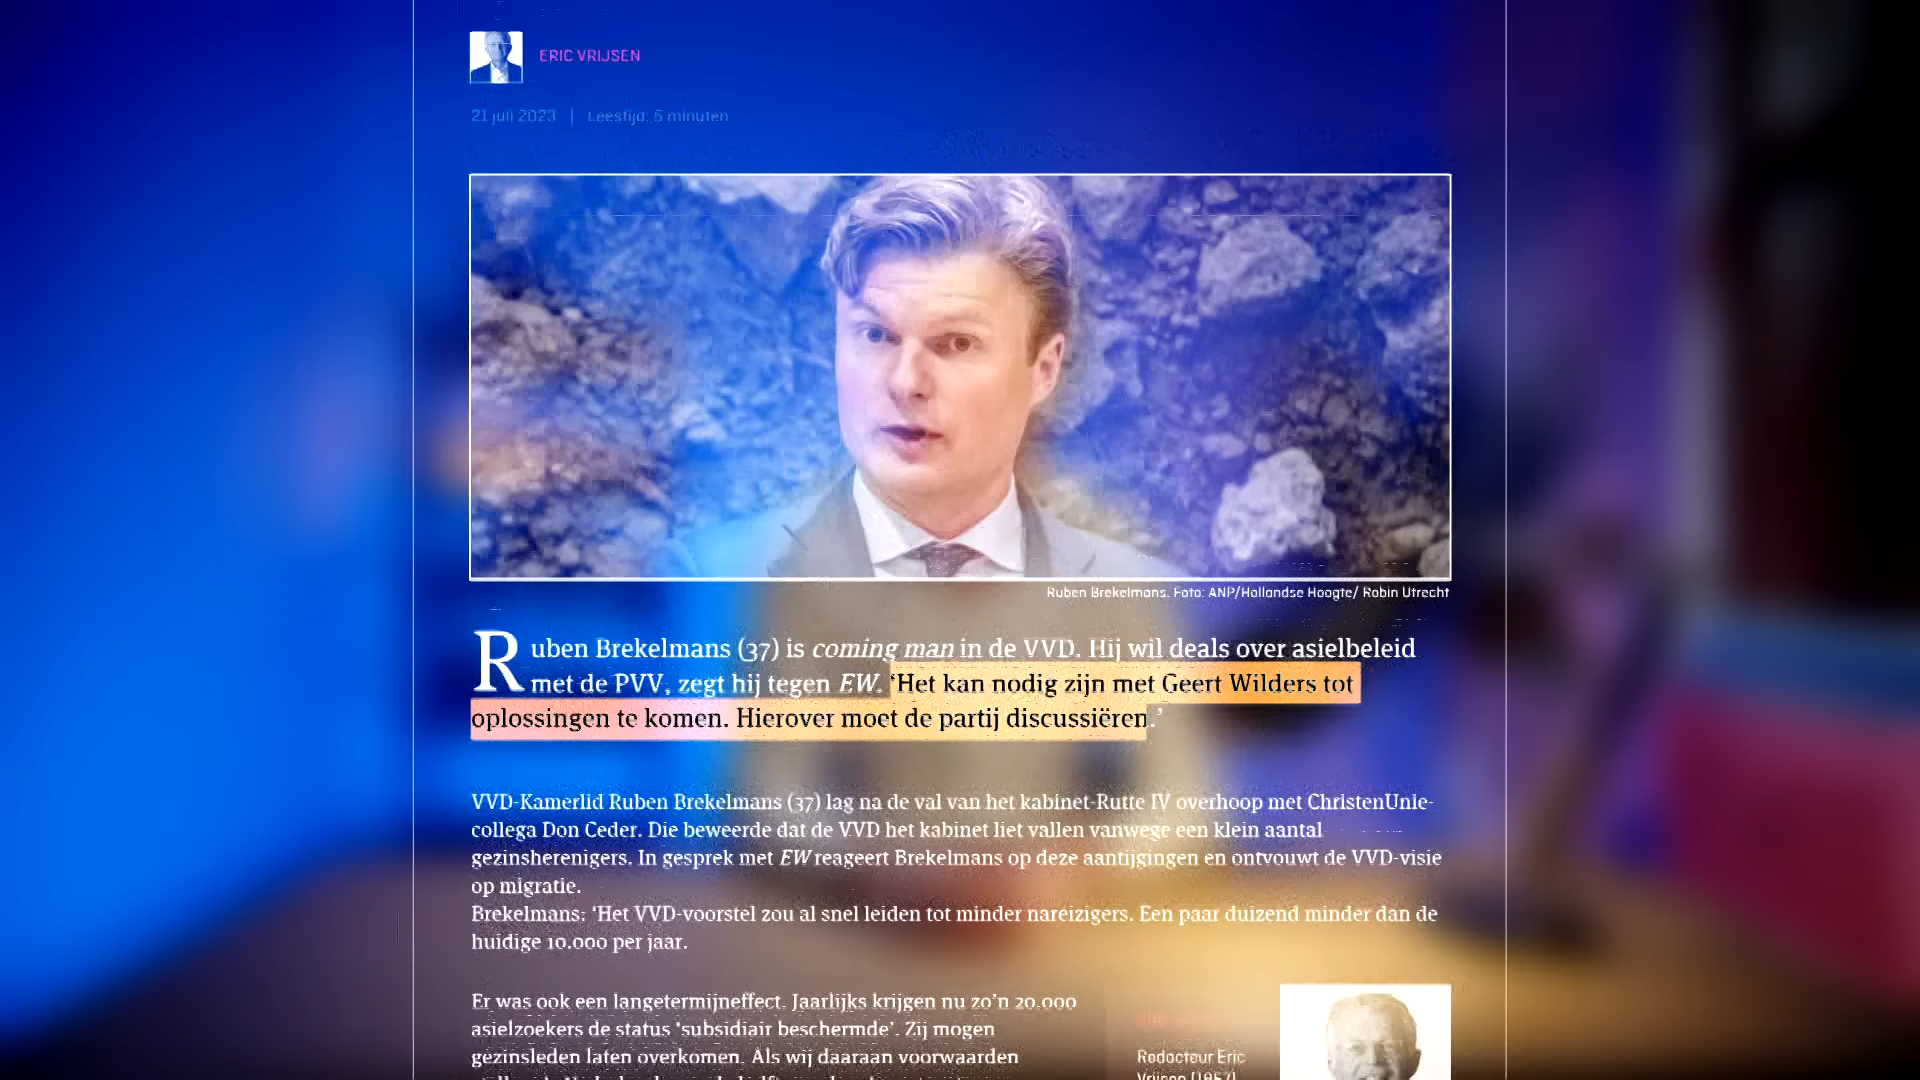 ERIC VRIJSEN
21 juli 2023 | Leestijd: 5 minuten
Ruben Brekelmans. Foto: ANP/Hollandse Hoogte/ Robin Utrecht
Ruben Brekelmans (37) is coming man in de VVD. Hij wil deals over asielbeleid
met de PVV, zegt hij tegen EW. ‘Het kan nodig zijn met Geert Wilders tot
oplossingen te komen. Hierover moet de partij discussiëren.’
VVD-Kamerlid Ruben Brekelmans (37) lag na de val van het kabinet-Rutte IV overhoop met ChristenUnie-
collega Don Ceder. Die beweerde dat de VVD het kabinet liet vallen vanwege een klein aantal
gezinsherenigers. In gesprek met EW reageert Brekelmans op deze aantijgingen en ontvouwt de VVD-visie
op migratie.
Brekelmans: ‘Het VVD-voorstel zou al snel leiden tot minder nareizigers. Een paar duizend minder dan de
huidige 10.000 per jaar.
Er was ook een langetermijneffect. Jaarlijks krijgen nu zo’n 20.000
asielzoekers de status ‘subsidiair beschermde’. Zij mogen
gezinsleden laten overkomen. Als wij daaraan voorwaarden
Redacteur Eric
Vrijsen (1957)